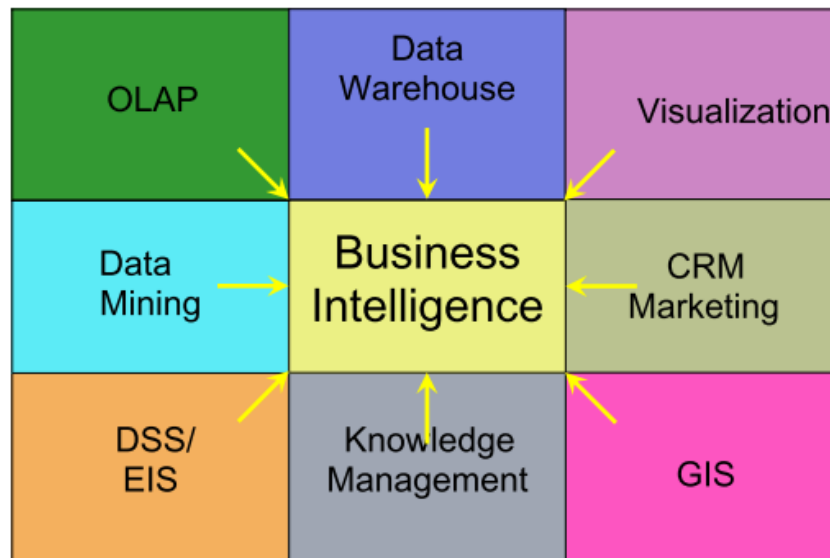 OLAP
Data
Warehouse
Visualization
Data
Mining
Business
Intelligence
CRM
Marketing
DSS/
EIS
Knowledge
Management
GIS